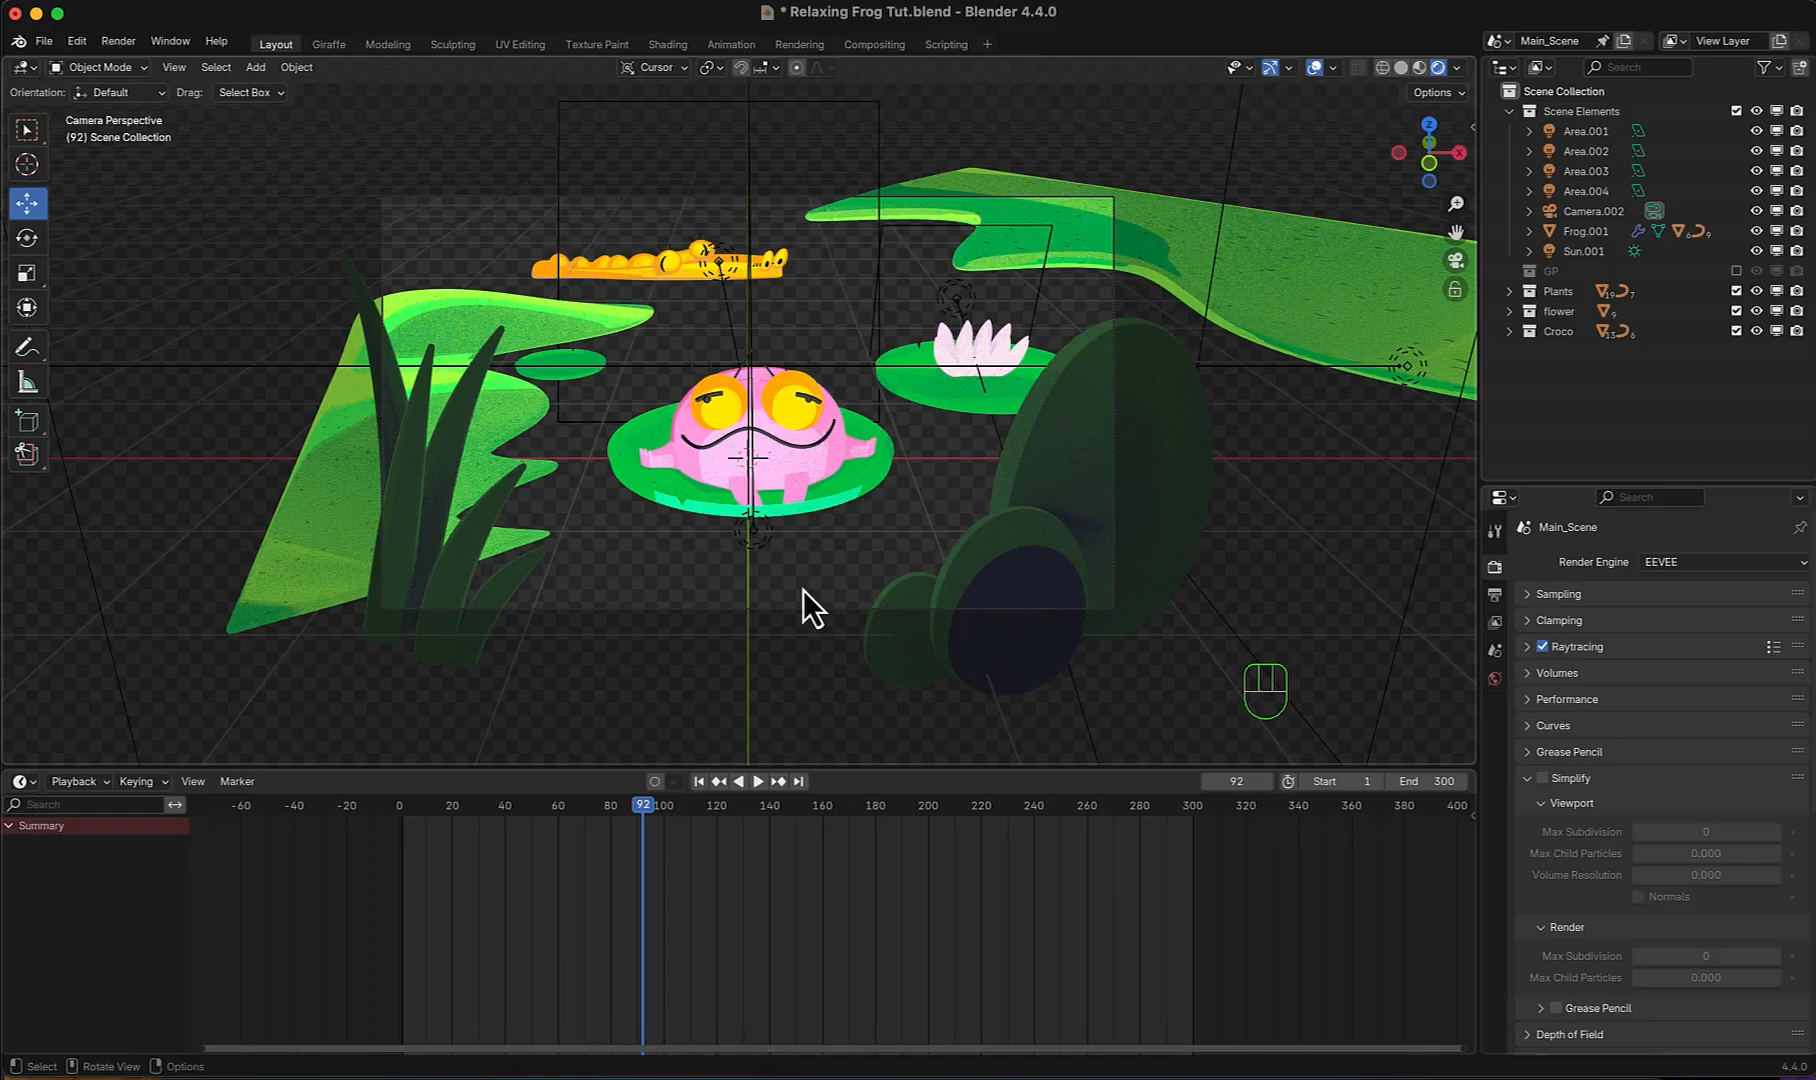 * Relaxing Frog Tut.blend - Blender 4.4.0
File Edit Render Window Help Layout Giraffe Modeling Sculpting UV Editing Texture Paint Shading Animation Rendering Compositing Scripting +
Main_Scene View Layer
Object Mode View Select Add Object Cursor
Orientation: Default Drag: Select Box Options
Camera Perspective
(92) Scene Collection
Z
X
Search
Scene Collection
Scene Elements
Area.001
Area.002
Area.003
Area.004
Camera.002
Frog.001 6 9
Sun.001
GP
Plants 19 7
flower 9
Croco 13 6
Search
Main_Scene
Render Engine EEVEE
Sampling
Clamping
Raytracing
Volumes
Performance
Curves
Grease Pencil
Simplify
Viewport
Max Subdivision 0
Max Child Particles 0.000
Volume Resolution 0.000
Normals
Render
Max Subdivision 0
Max Child Particles 0.000
Grease Pencil
Depth of Field
Playback Keying View Marker 92 Start 1 End 300
Search -60 -40 -20 0 20 40 60 80 92 100 120 140 160 180 200 220 240 260 280 300 320 340 360 380 400
Summary
Select Rotate View Options 4.4.0